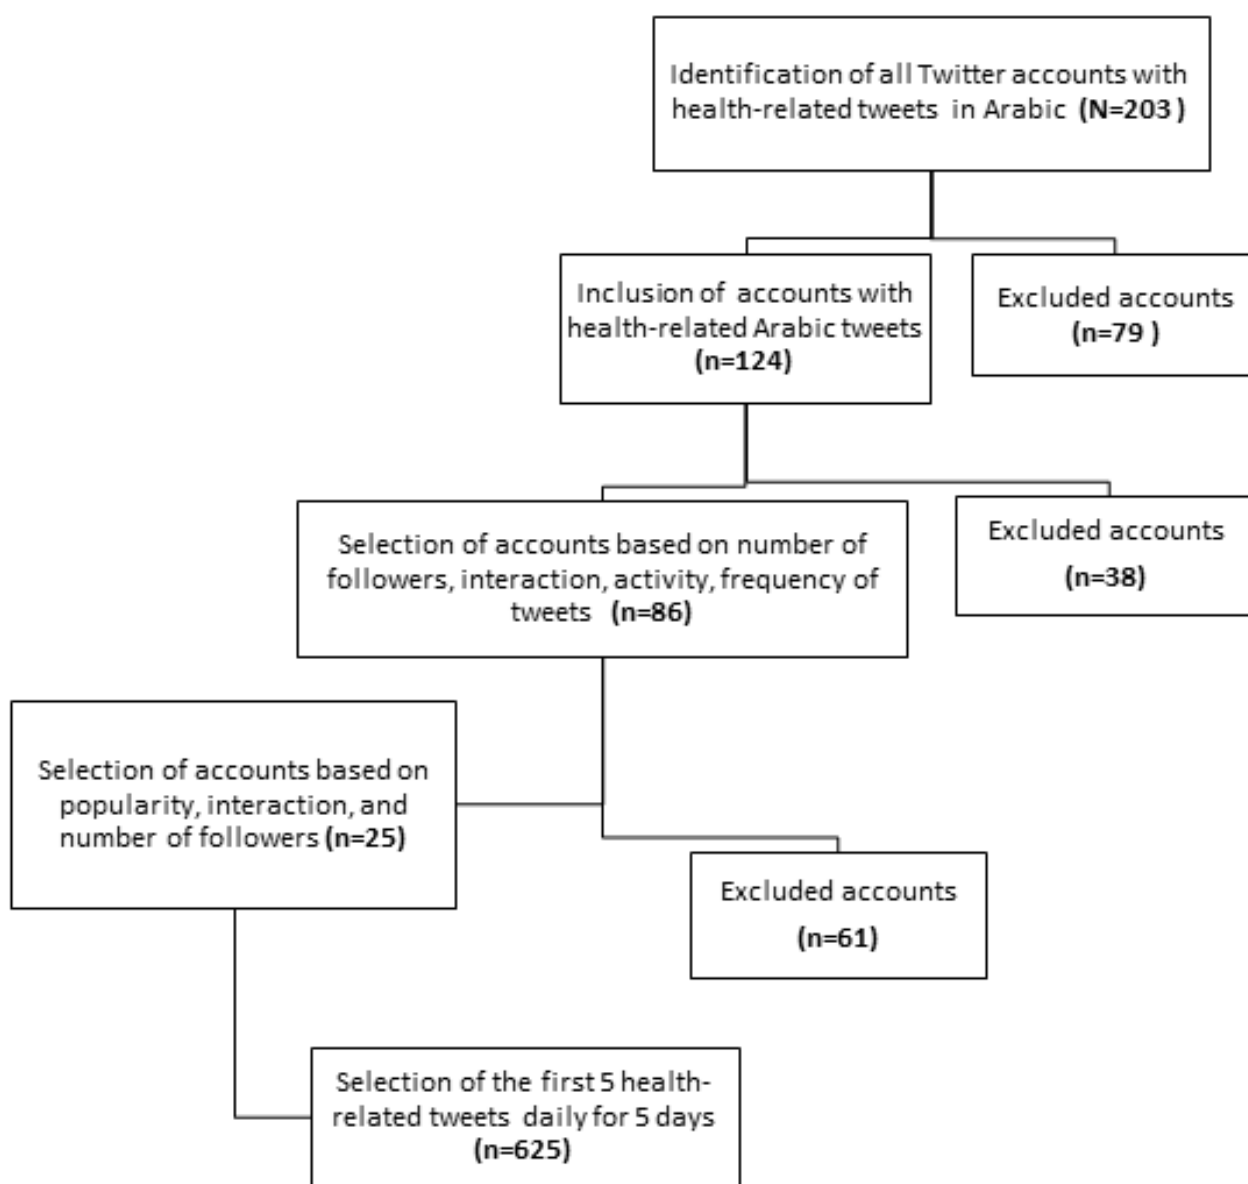 Identification of all Twitter accounts with
health-related tweets in Arabic (N=203 )
Inclusion of accounts with
health-related Arabic tweets
(n=124)
Excluded accounts
(n=79 )
Selection of accounts based on number of
followers, interaction, activity, frequency of
tweets (n=86)
Excluded accounts
(n=38)
Selection of accounts based on
popularity, interaction, and
number of followers (n=25)
Excluded accounts
(n=61)
Selection of the first 5 health-
related tweets daily for 5 days
(n=625)